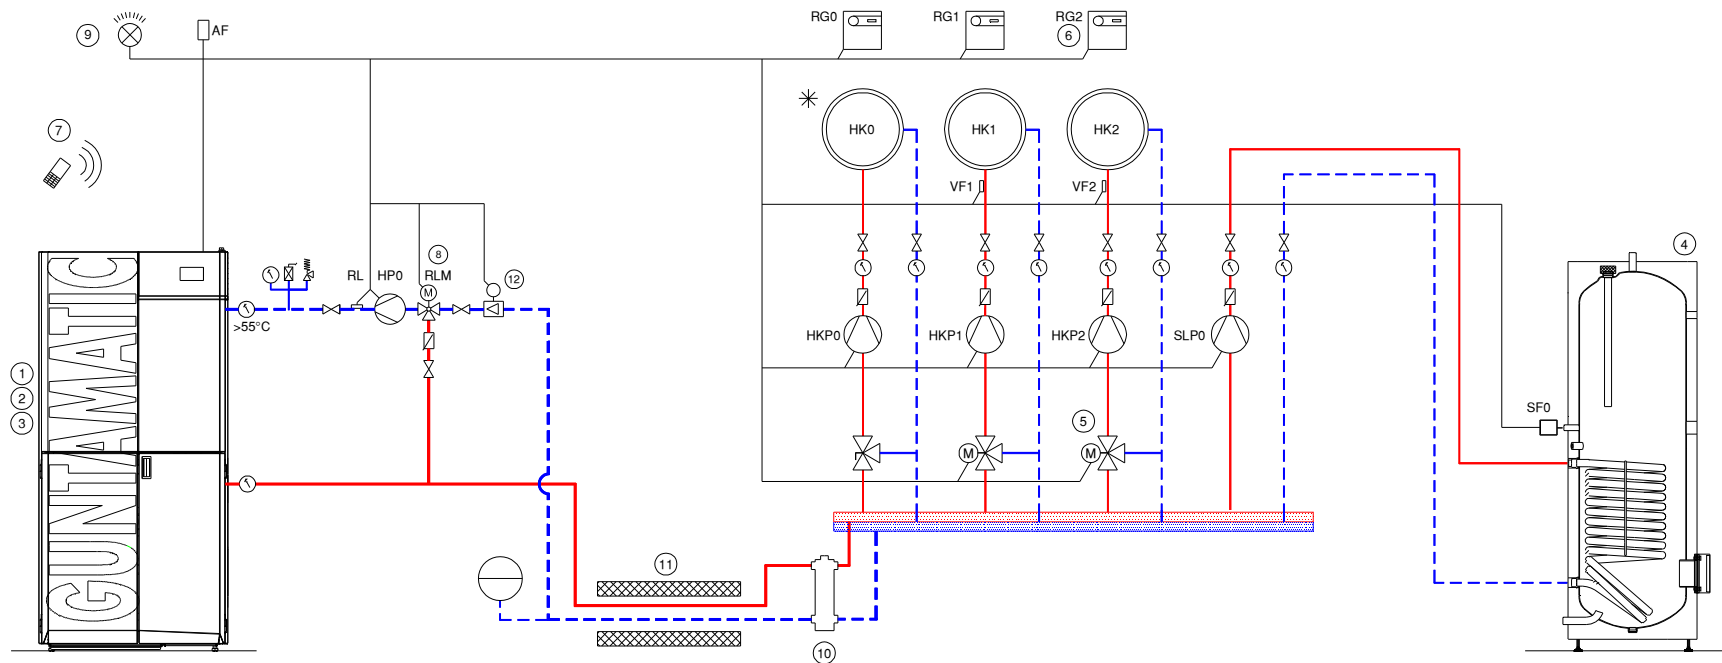 9
AF
RG0
RG1
RG2
6
7
HK0
HK1
HK2
VF1
VF2
4
8
RL
HP0
RLM
M
12
>55°C
HKP0
HKP1
HKP2
SLP0
1
2
3
GUNTAMATIC
SF0
5
M
M
11
10